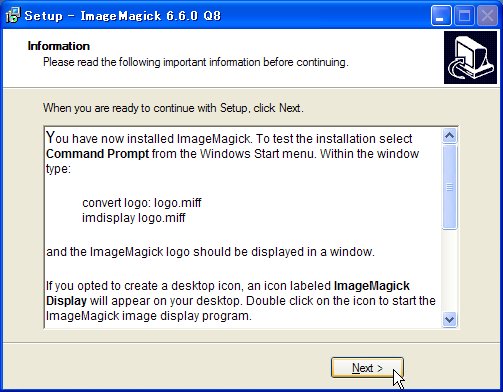 Setup - ImageMagick 6.6.0 Q8
Information
Please read the following important information before continuing.
When you are ready to continue with Setup, click Next.
You have now installed ImageMagick. To test the installation select
Command Prompt from the Windows Start menu. Within the window
type:
convert logo: logo.miff
imdisplay logo.miff
and the ImageMagick logo should be displayed in a window.
If you opted to create a desktop icon, an icon labeled ImageMagick
Display will appear on your desktop. Double click on the icon to start the
ImageMagick image display program.
Next >